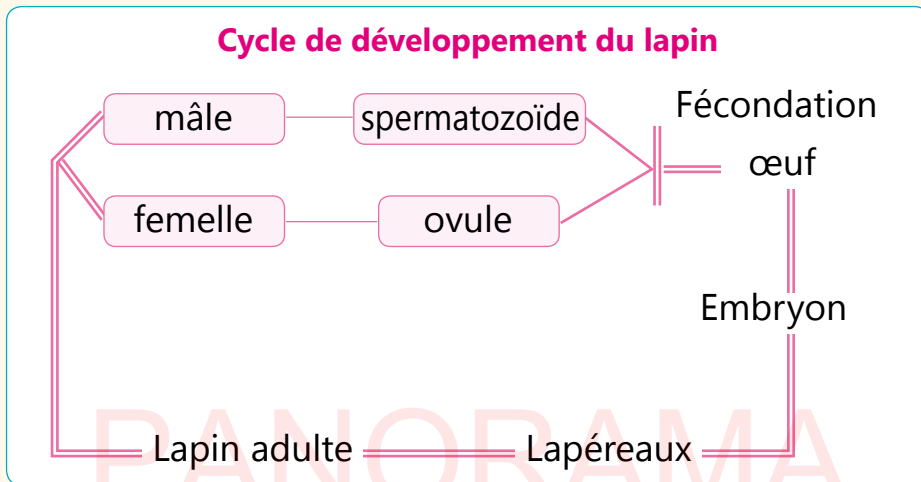 Cycle de développement du lapin
mâle
spermatozoïde
Fécondation
œuf
femelle
ovule
Embryon
Lapin adulte
Lapéreaux
PANORAMA